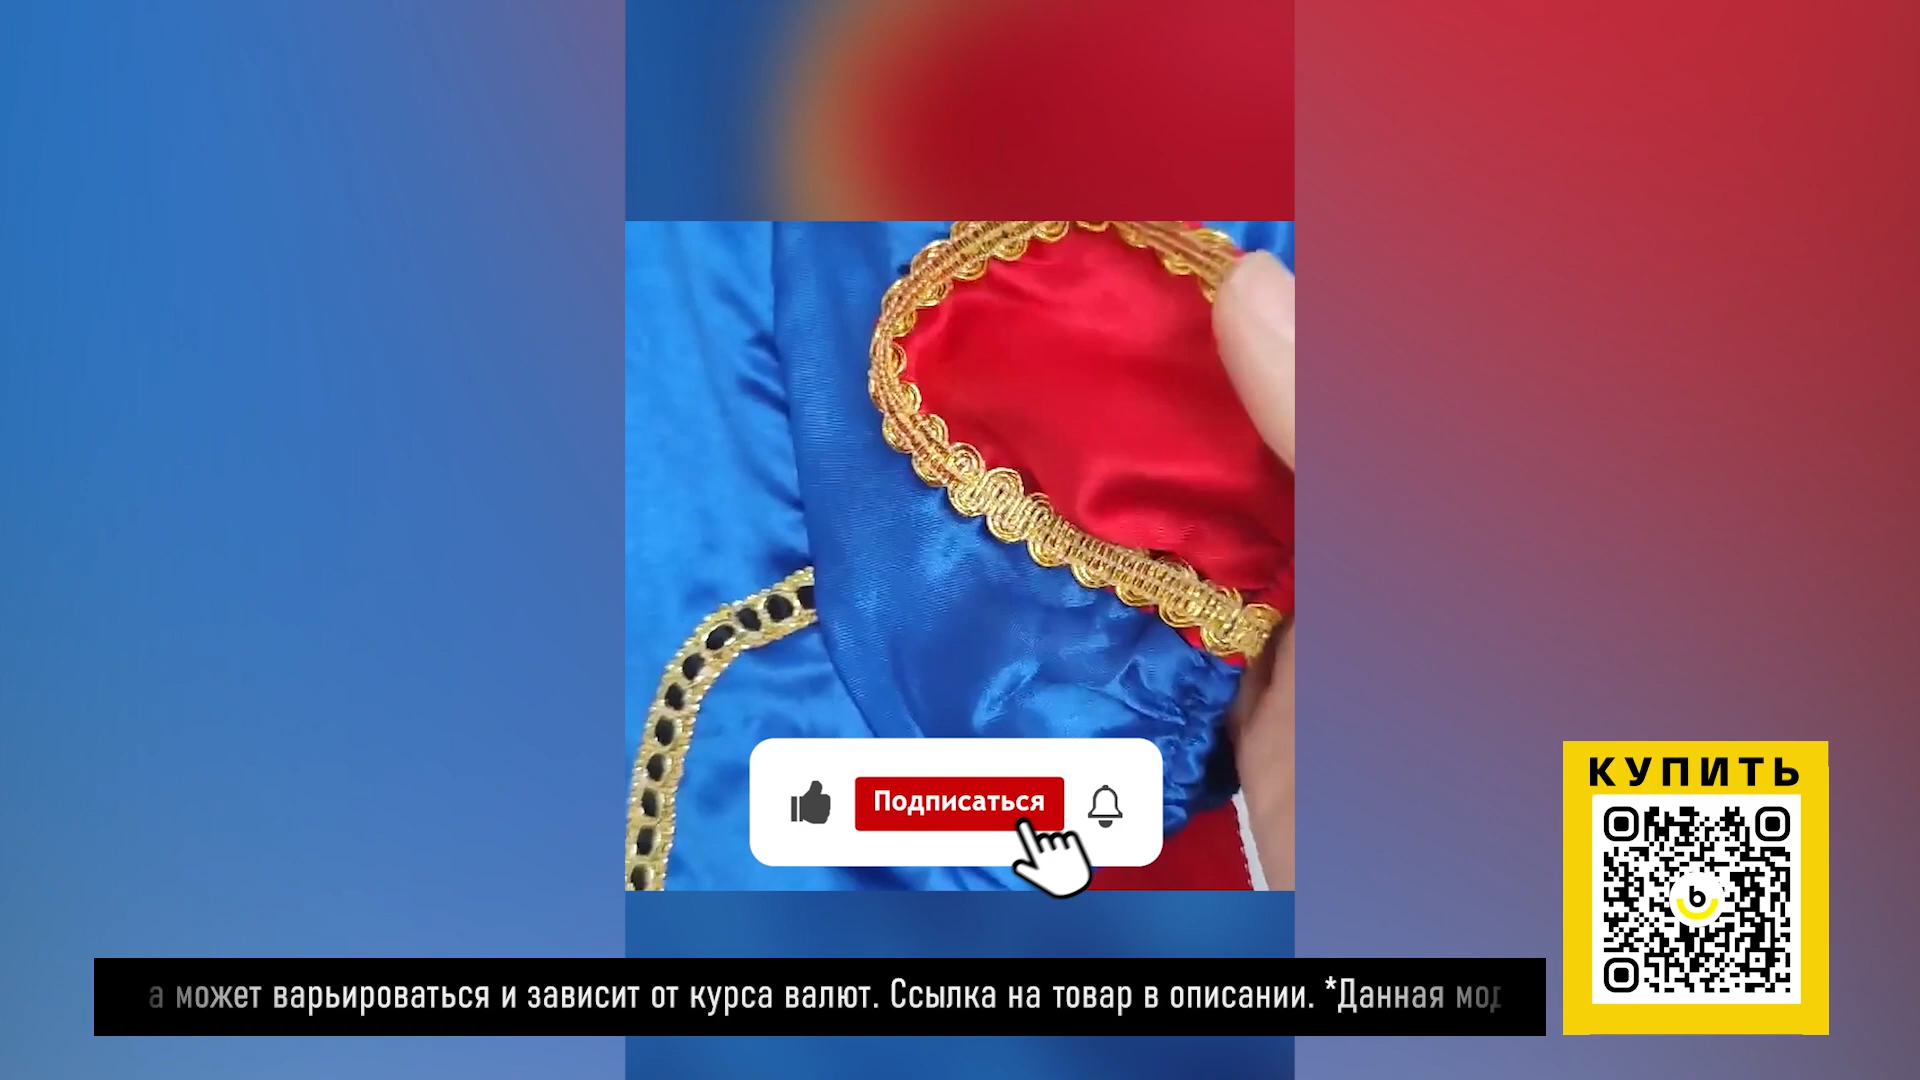 Подписаться
КУПИТЬ
b
а может варьироваться и зависит от курса валют. Ссылка на товар в описании. *Данная